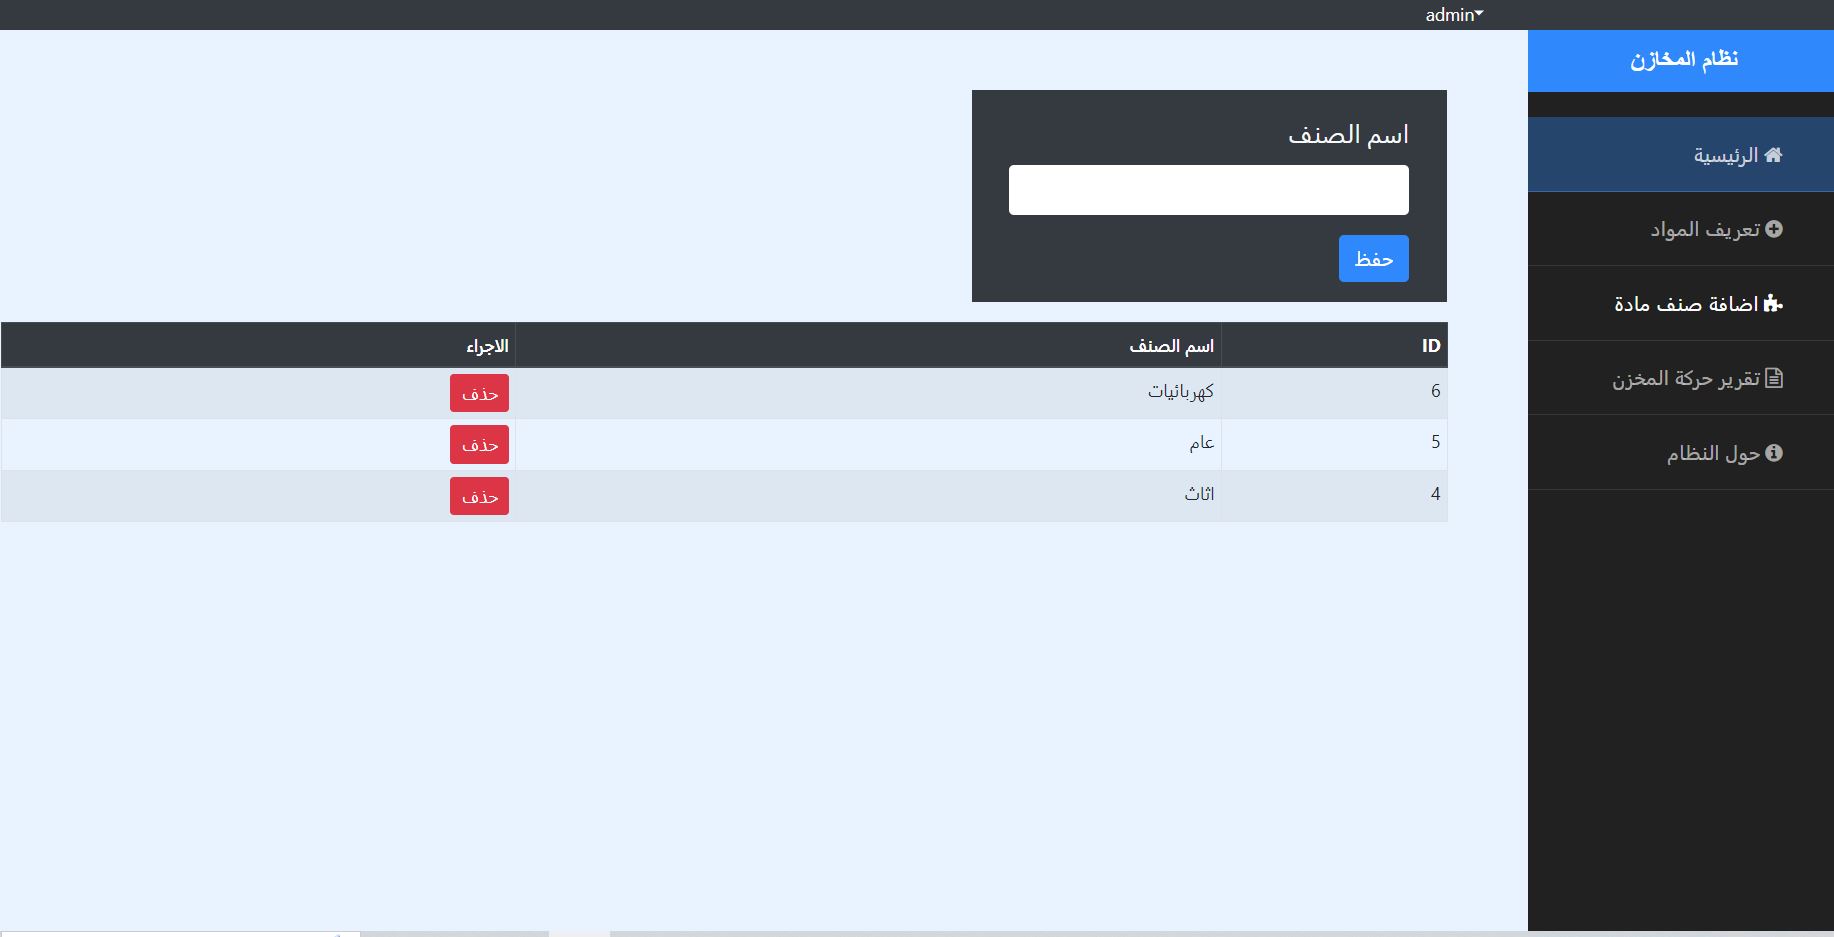 admin
نظام المخازن
الرئيسية
تعريف المواد
اضافة صنف مادة
تقرير حركة المخزن
حول النظام
اسم الصنف
حفظ
ID اسم الصنف الاجراء
6 كهربائيات حذف
5 عام حذف
4 اثاث حذف